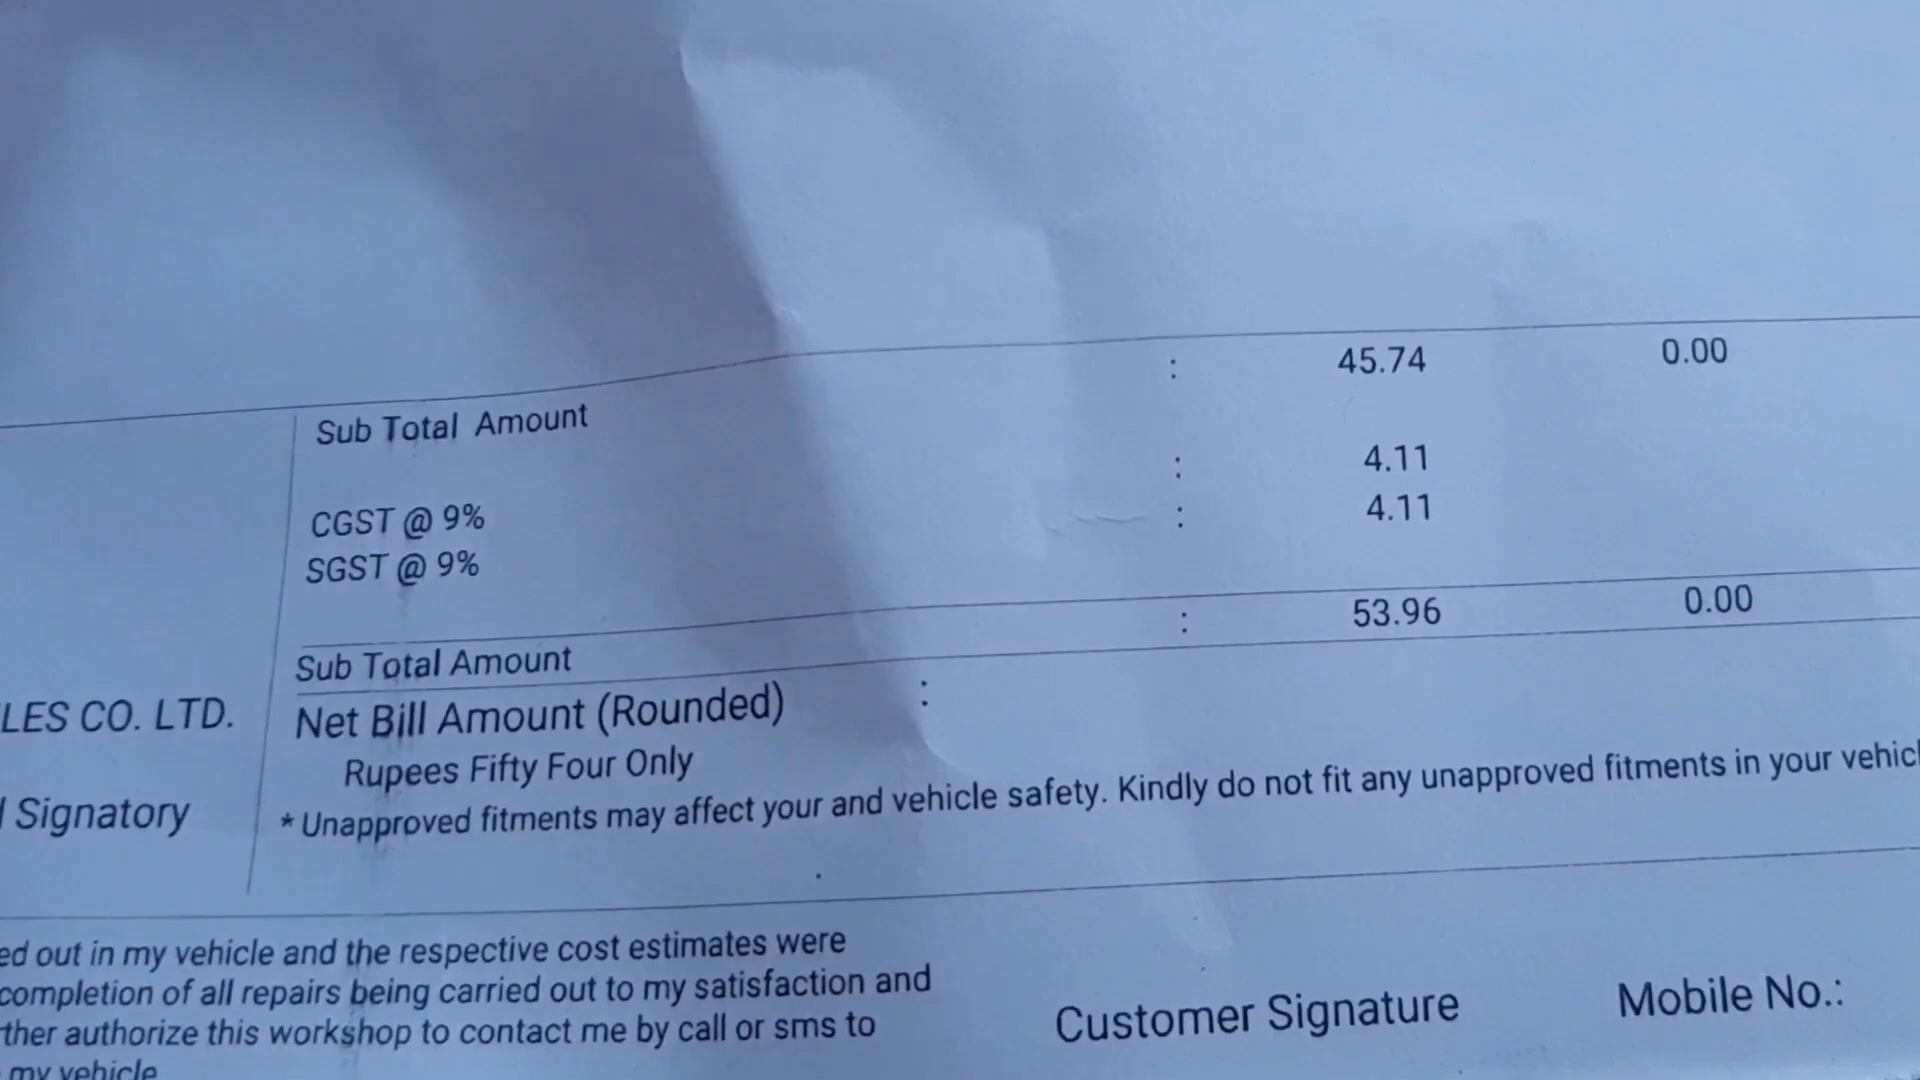 Sub Total Amount : 45.74 0.00
CGST @ 9% : 4.11
SGST @ 9% : 4.11
Sub Total Amount : 53.96 0.00
LES CO. LTD.
Net Bill Amount (Rounded) :
Rupees Fifty Four Only
Signatory
* Unapproved fitments may affect your and vehicle safety. Kindly do not fit any unapproved fitments in your vehicl
ed out in my vehicle and the respective cost estimates were
completion of all repairs being carried out to my satisfaction and
ther authorize this workshop to contact me by call or sms to
my vehicle
Customer Signature
Mobile No.: